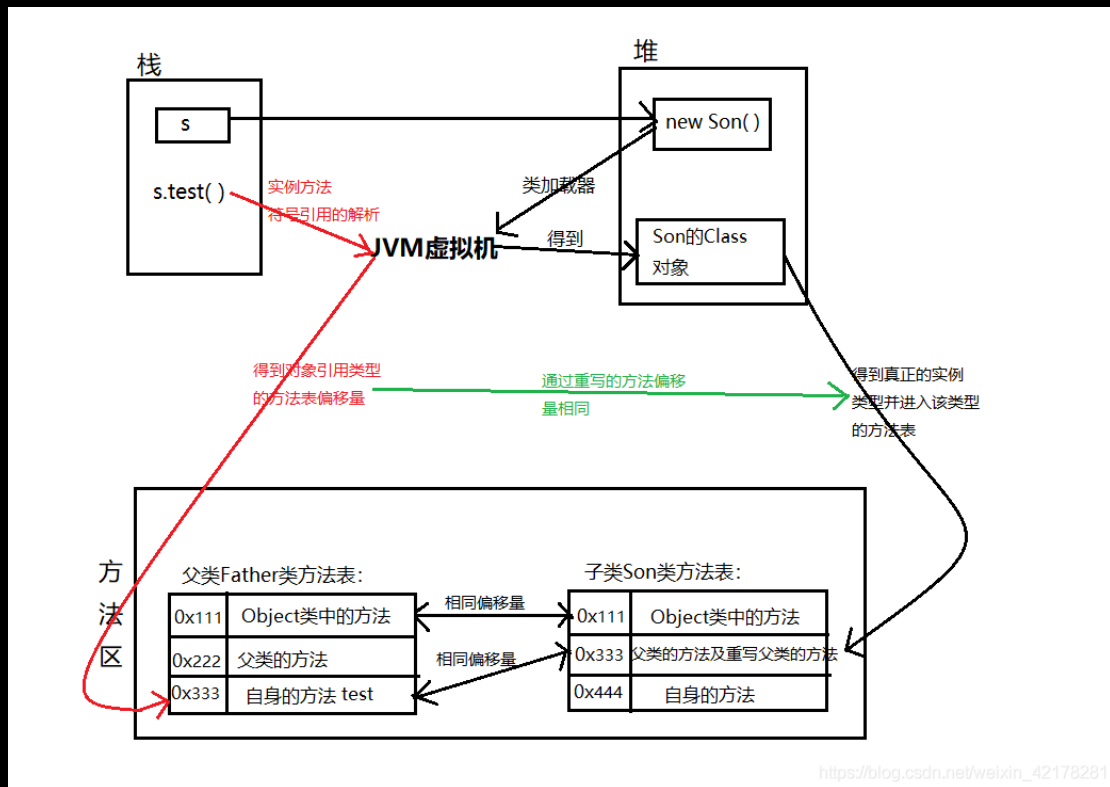 栈
堆
s
new Son( )
s.test( )
实例方法
符号引用的解析
类加载器
JVM虚拟机
得到
Son的Class
对象
得到对象引用类型
的方法表偏移量
通过重写的方法偏移
量相同
得到真正的实例
类型并进入该类型
的方法表
方
法
区
父类Father类方法表:
子类Son类方法表:
0x111 Object类中的方法
相同偏移量
0x111 Object类中的方法
0x222 父类的方法
相同偏移量
0x333 父类的方法及重写父类的方法
0x333 自身的方法 test
0x444 自身的方法
https://blog.csdn.net/weixin_42178281